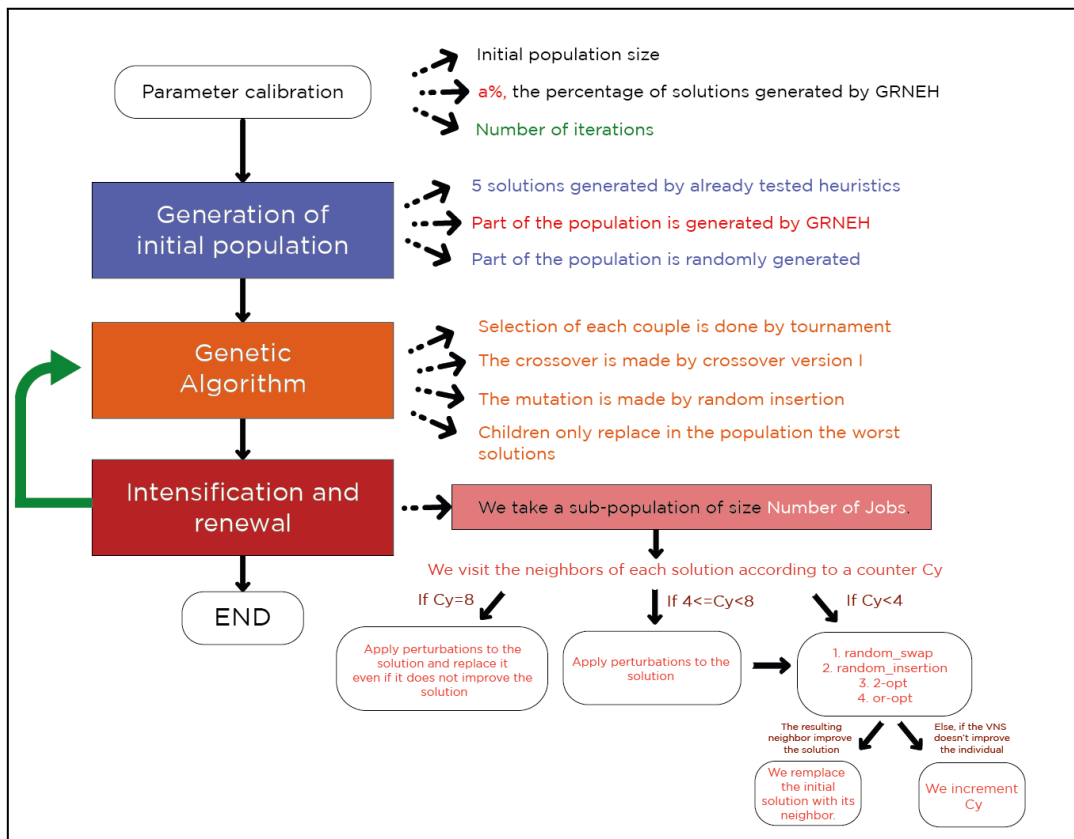 Initial population size
Parameter calibration
a%, the percentage of solutions generated by GRNEH
Number of iterations
5 solutions generated by already tested heuristics
Generation of
initial population
Part of the population is generated by GRNEH
Part of the population is randomly generated
Selection of each couple is done by tournament
Genetic
Algorithm
The crossover is made by crossover version I
The mutation is made by random insertion
Children only replace in the population the worst
solutions
Intensification and
renewal
We take a sub-population of size Number of Jobs.
We visit the neighbors of each solution according to a counter Cy
END
If Cy=8
If 4<=Cy<8
If Cy<4
Apply perturbations to the
solution and replace it
even if it does not improve the
solution
Apply perturbations to the
solution
1. random_swap
2. random_insertion
3. 2-opt
4. or-opt
The resulting
neighbor improve
the solution
Else, if the VNS
doesn't improve
the individual
We remplace
the initial
solution with its
neighbor.
We increment
Cy